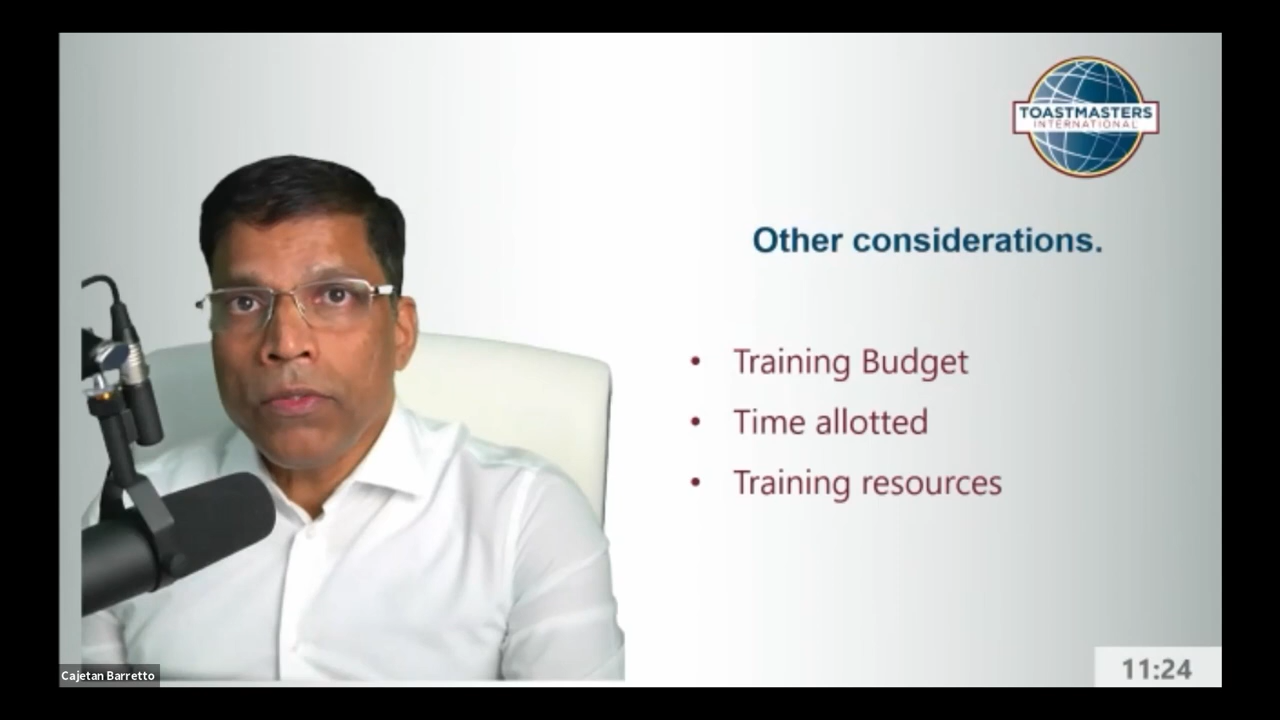 TOASTMASTERS
INTERNATIONAL
Other considerations.
• Training Budget
• Time allotted
• Training resources
Cajetan Barretto
11:24